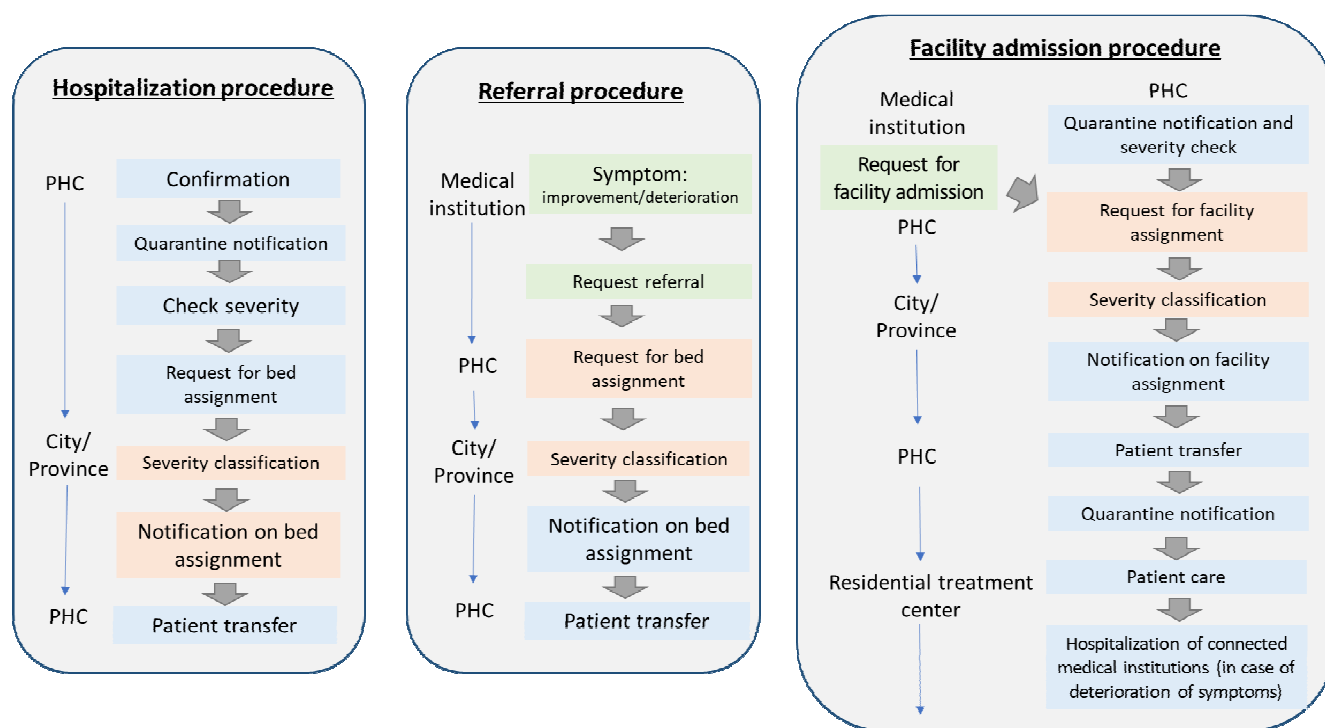 Hospitalization procedure
PHC
City/
Province
PHC
Confirmation
Quarantine notification
Check severity
Request for bed
assignment
Severity classification
Notification on bed
assignment
Patient transfer
Referral procedure
Medical
institution
PHC
City/
Province
PHC
Symptom:
improvement/deterioration
Request referral
Request for bed
assignment
Severity classification
Notification on bed
assignment
Patient transfer
Facility admission procedure
Medical
institution
Request for
facility admission
PHC
City/
Province
PHC
Residential treatment
center
PHC
Quarantine notification and
severity check
Request for facility
assignment
Severity classification
Notification on facility
assignment
Patient transfer
Quarantine notification
Patient care
Hospitalization of connected
medical institutions (in case of
deterioration of symptoms)